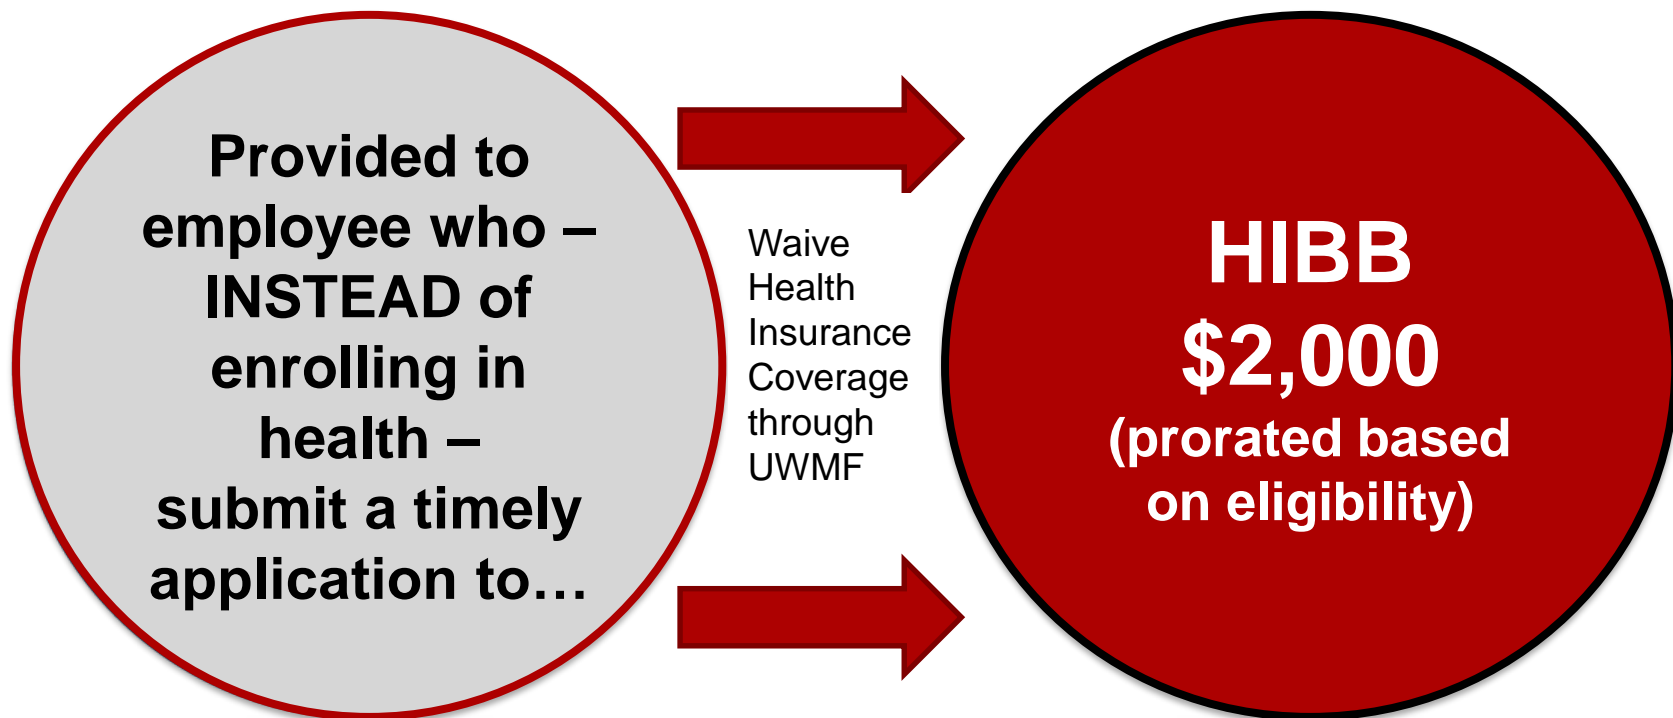 Provided to
employee who –
INSTEAD of
enrolling in
health –
submit a timely
application to…
Waive
Health
Insurance
Coverage
through
UWMF
HIBB
$2,000
(prorated based
on eligibility)